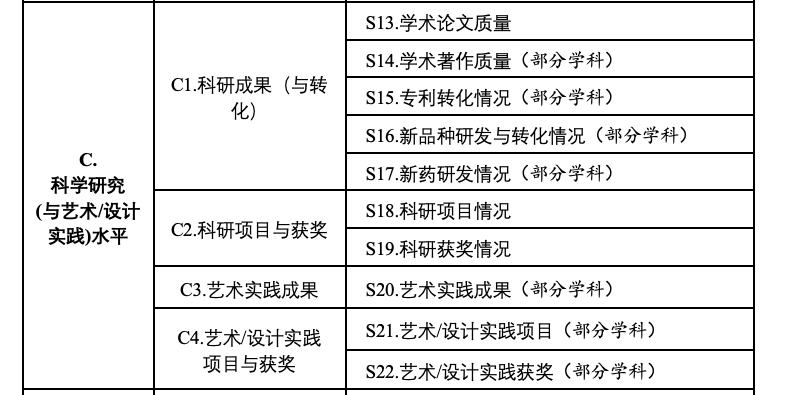 C.
科学研究
(与艺术/设计
实践)水平
C1.科研成果（与转
化）
S13.学术论文质量
S14.学术著作质量（部分学科）
S15.专利转化情况（部分学科）
S16.新品种研发与转化情况（部分学科）
S17.新药研发情况（部分学科）
C2.科研项目与获奖
S18.科研项目情况
S19.科研获奖情况
C3.艺术实践成果
S20.艺术实践成果（部分学科）
C4.艺术/设计实践
项目与获奖
S21.艺术/设计实践项目（部分学科）
S22.艺术/设计实践获奖（部分学科）